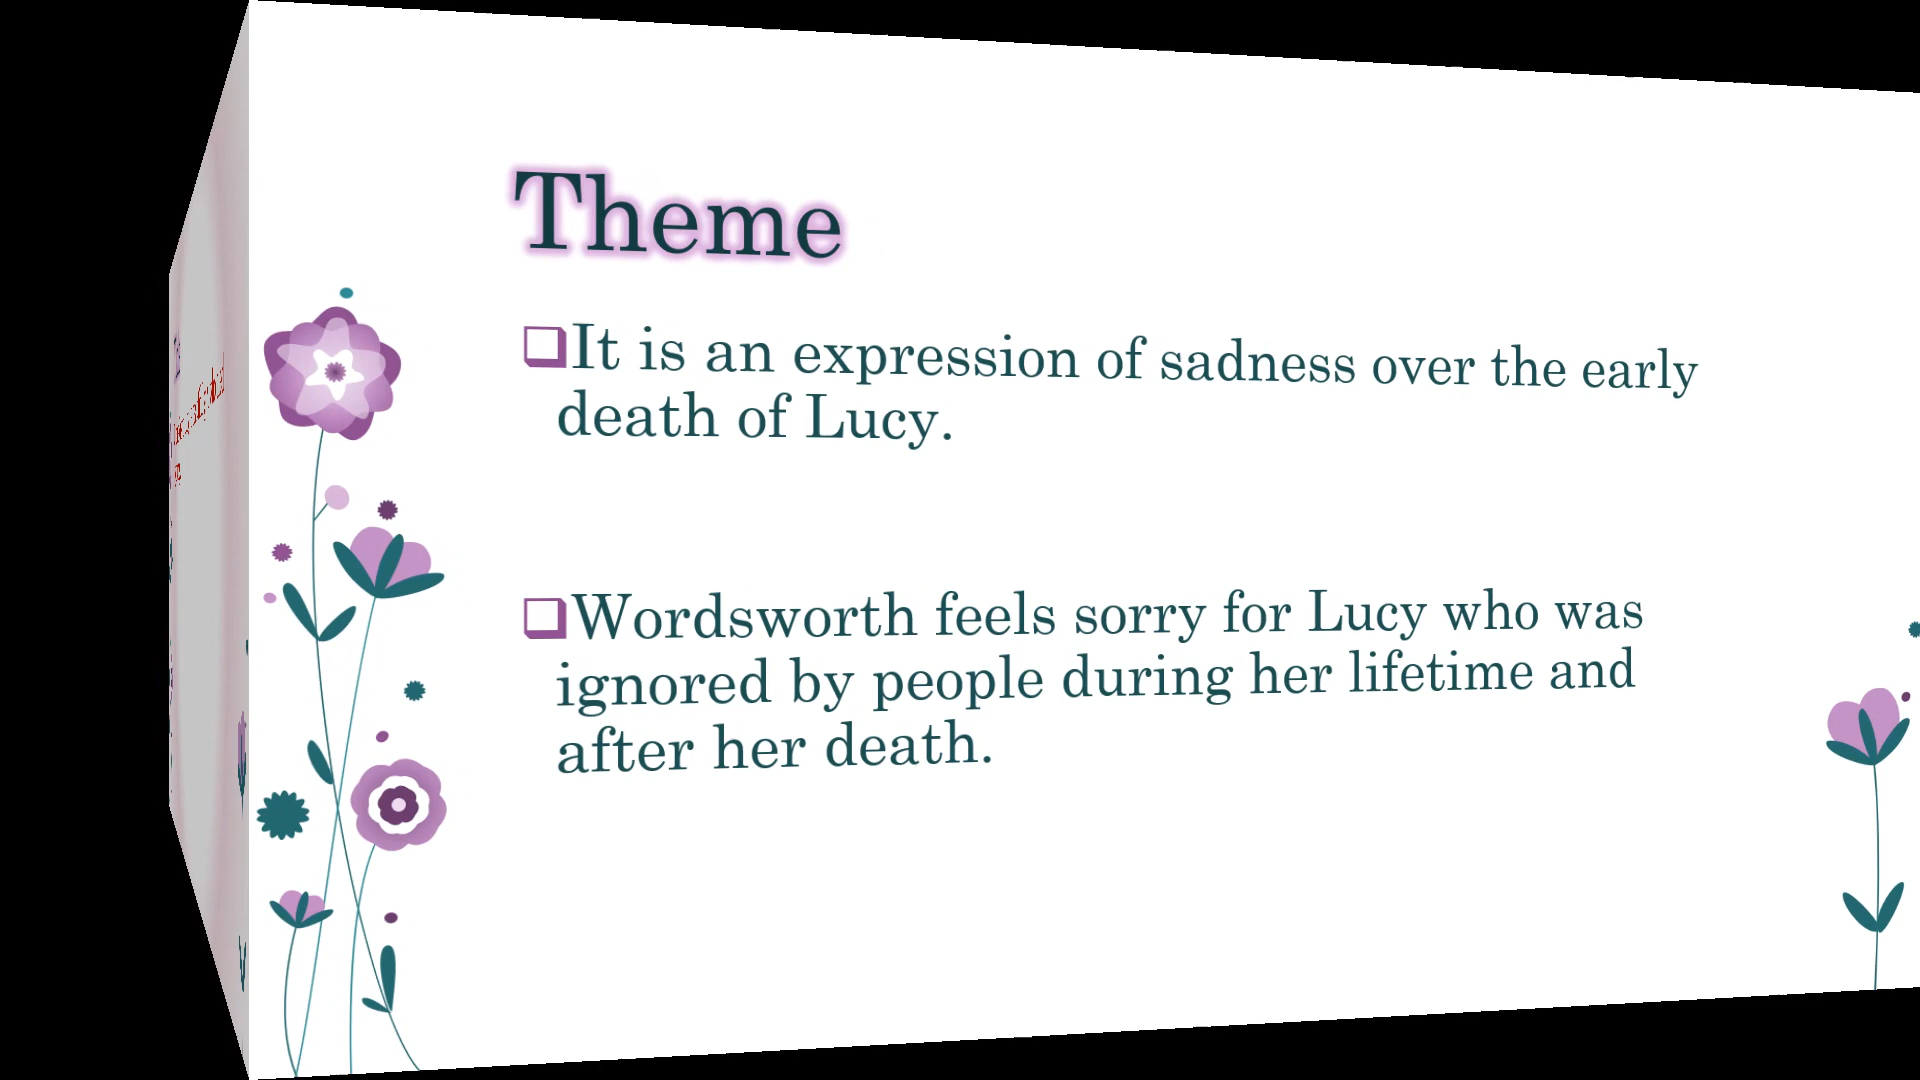 Theme
It is an expression of sadness over the early
death of Lucy.
Wordsworth feels sorry for Lucy who was
ignored by people during her lifetime and
after her death.